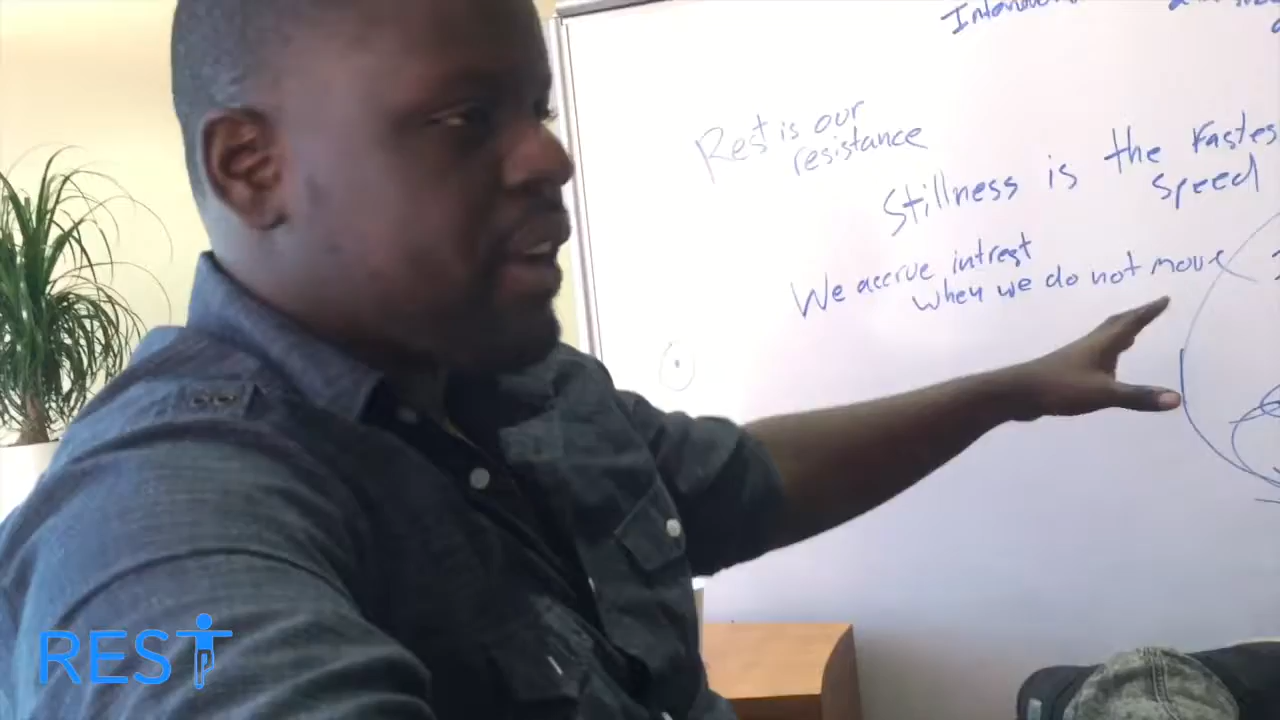 Rest is our
resistance
Stillness is the
speed
We accrue intrest
when we do not move
REST